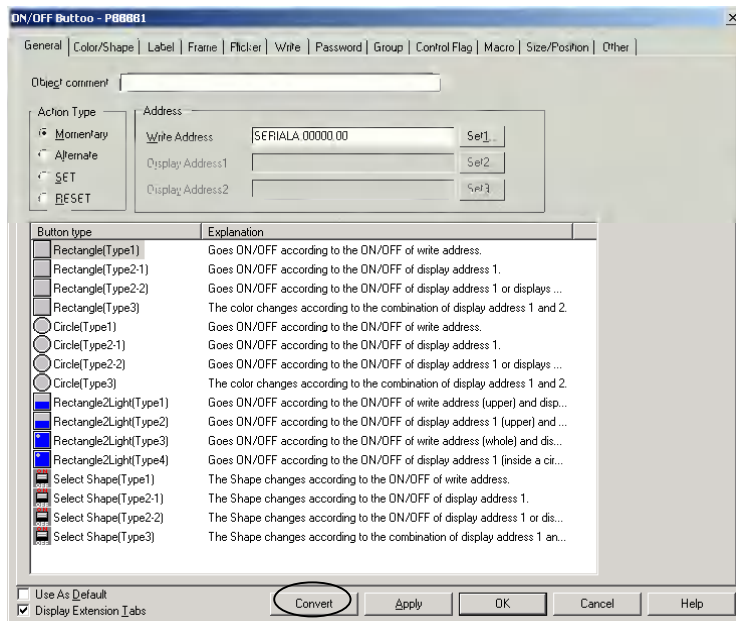 ON/OFF Buttoo - PB8881
General Color/Shape Label Frame Flicker Write Password Group Control Flag Macro Size/Position Other
Object comment
Action Type
Address
Momentary
Write Address SERIALA.00000.00 Set1...
Alternate
Display Address1 Set2...
SET
Display Address2 Set3...
RESET
Button type Explanation
Rectangle(Type1) Goes ON/OFF according to the ON/OFF of write address.
Rectangle(Type2-1) Goes ON/OFF according to the ON/OFF of display address 1.
Rectangle(Type2-2) Goes ON/OFF according to the ON/OFF of display address 1 or displays ...
Rectangle(Type3) The color changes according to the combination of display address 1 and 2.
Circle(Type1) Goes ON/OFF according to the ON/OFF of write address.
Circle(Type2-1) Goes ON/OFF according to the ON/OFF of display address 1.
Circle(Type2-2) Goes ON/OFF according to the ON/OFF of display address 1 or displays ...
Circle(Type3) The color changes according to the combination of display address 1 and 2.
Rectangle2Light(Type1) Goes ON/OFF according to the ON/OFF of write address (upper) and disp...
Rectangle2Light(Type2) Goes ON/OFF according to the ON/OFF of display address 1 (upper) and ...
Rectangle2Light(Type3) Goes ON/OFF according to the ON/OFF of write address (whole) and dis...
Rectangle2Light(Type4) Goes ON/OFF according to the ON/OFF of display address 1 (inside a cir...
Select Shape(Type1) The Shape changes according to the ON/OFF of write address.
Select Shape(Type2-1) The Shape changes according to the ON/OFF of display address 1.
Select Shape(Type2-2) The Shape changes according to the ON/OFF of display address 1 or dis...
Select Shape(Type3) The Shape changes according to the combination of display address 1 an...
Use As Default
Display Extension Tabs
Convert Apply OK Cancel Help